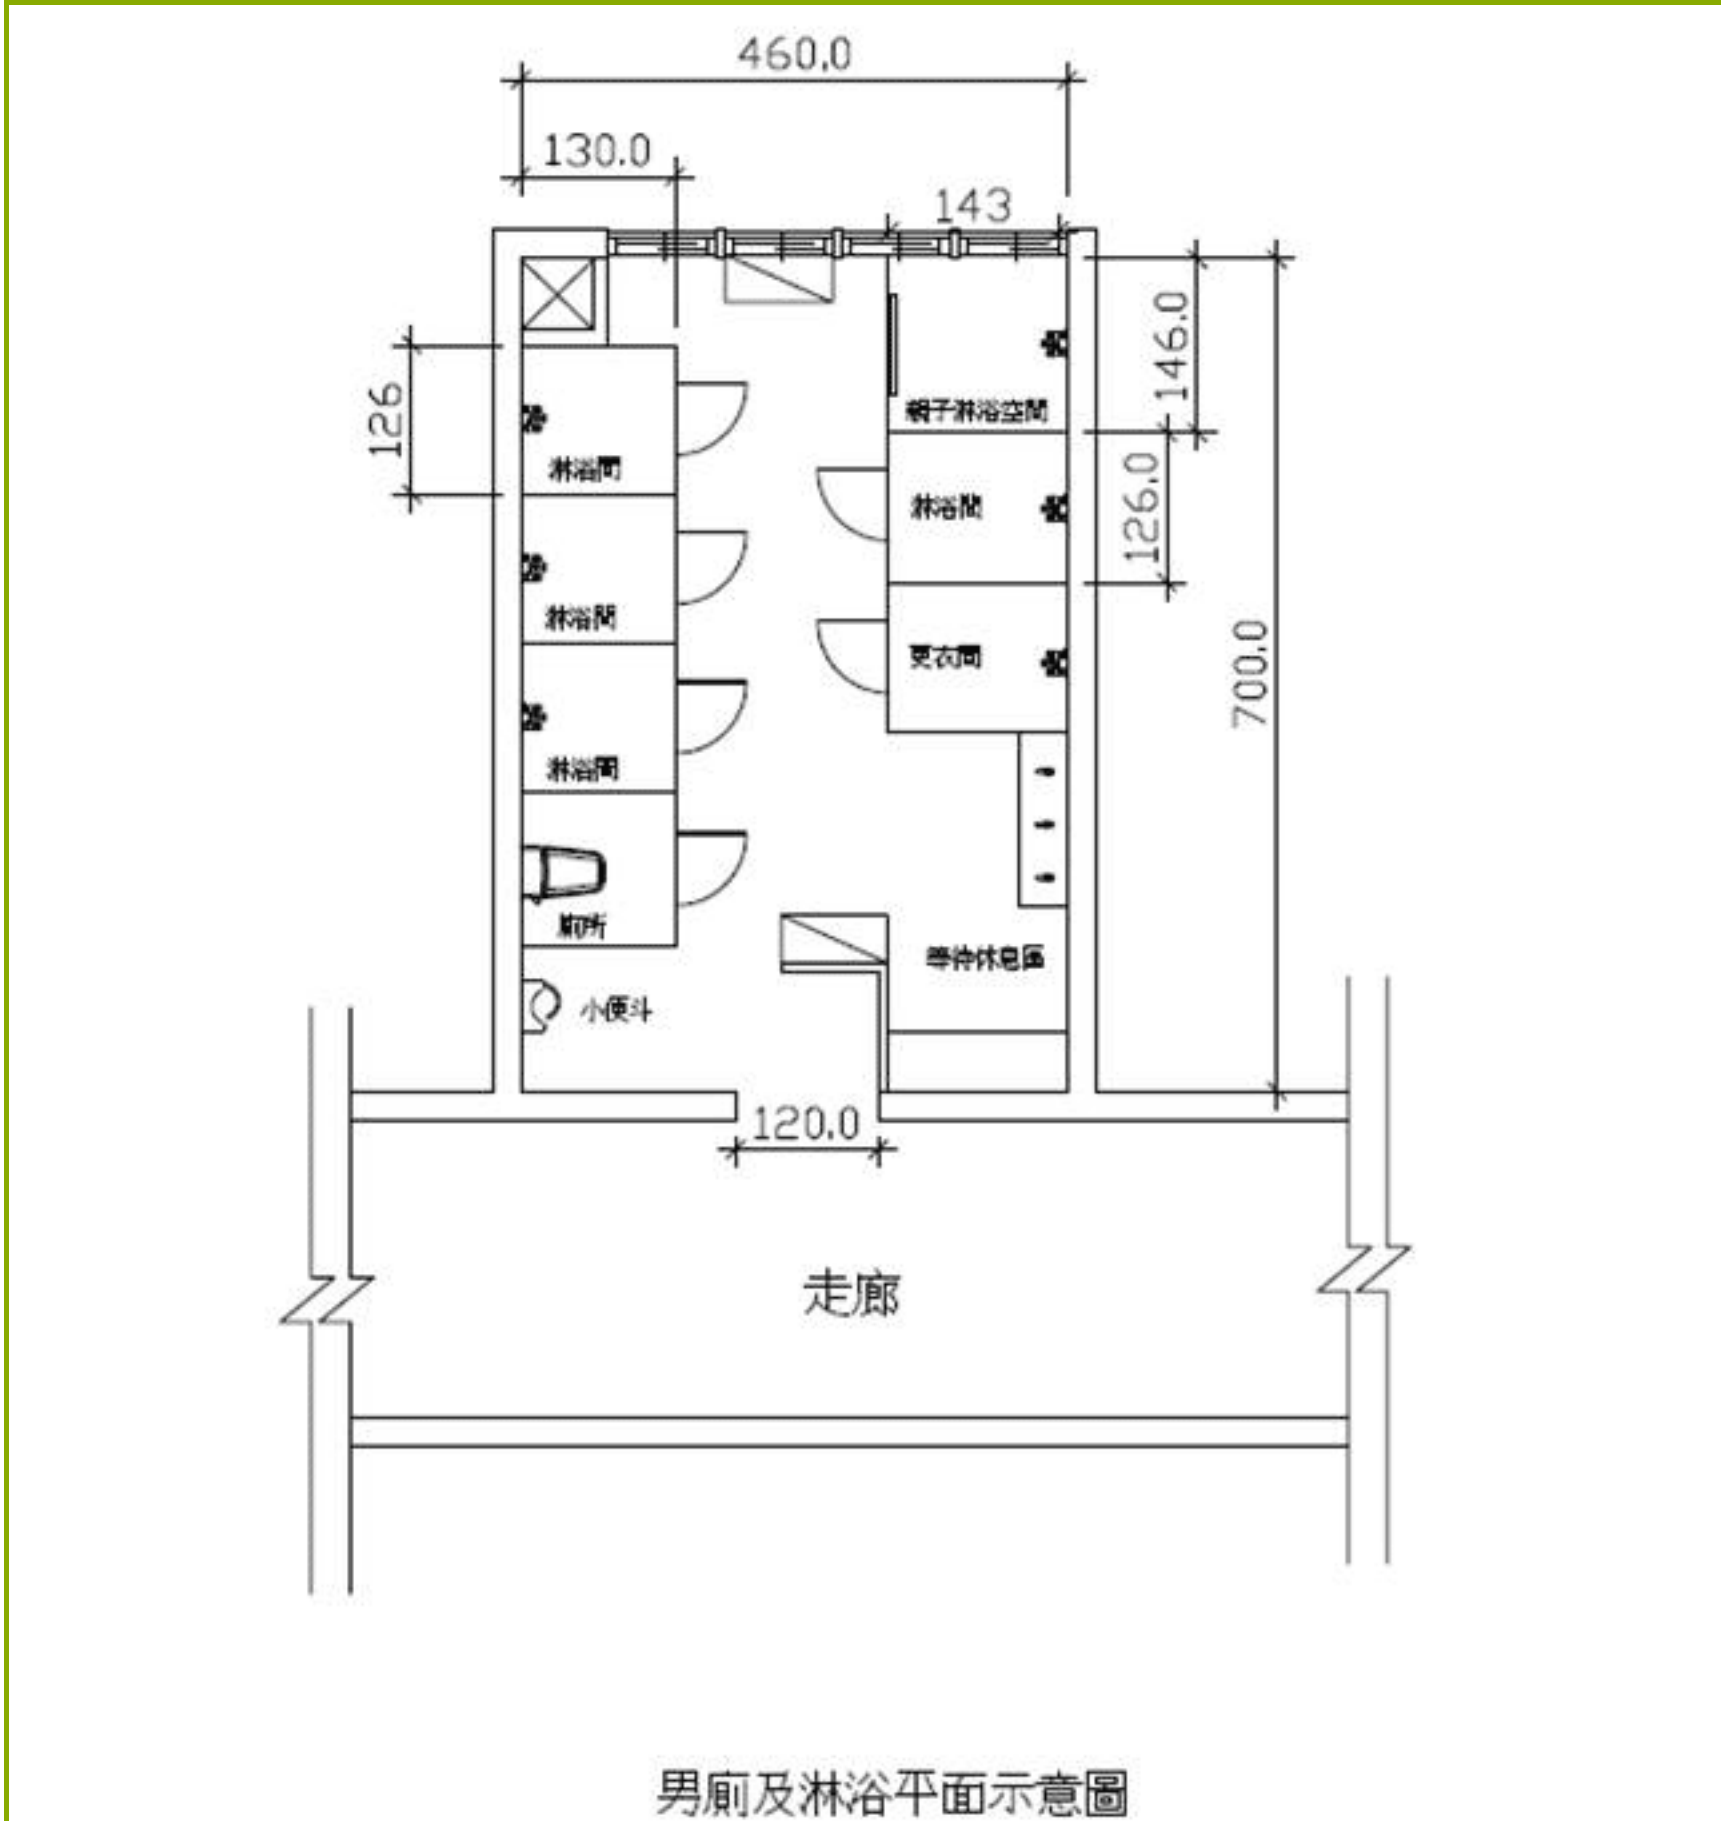 460.0
130.0
143
146.0
126
親子淋浴空間
淋浴間
126.0
淋浴間
淋浴間
更衣間
700.0
淋浴間
廁所
等待休息區
小便斗
120.0
走廊
男廁及淋浴平面示意圖